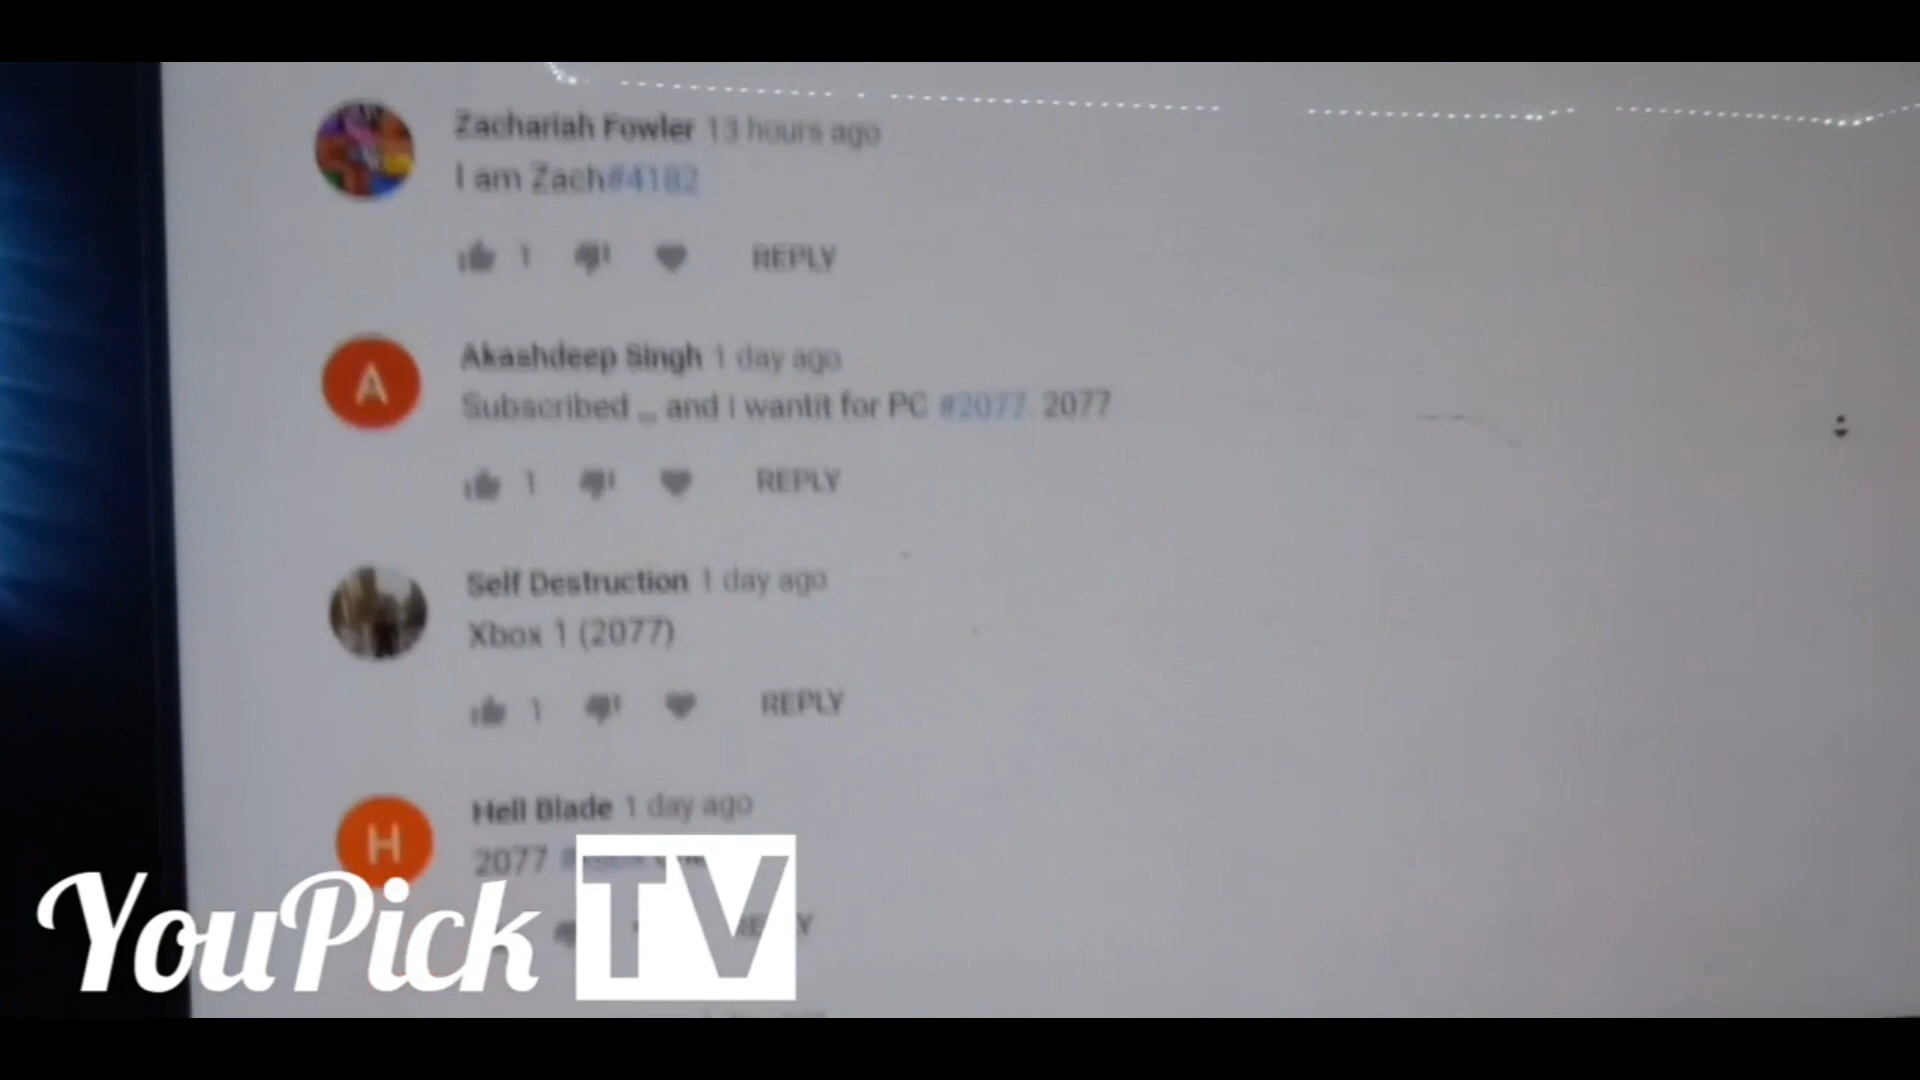 Zachariah Fowler 13 hours ago
I am Zach#4182
1 REPLY
A
Akashdeep Singh 1 day ago
Subscribed ,,, and i wantit for PC #2077. 2077
1 REPLY
Self Destruction 1 day ago
Xbox 1 (2077)
1 REPLY
H
Hell Blade 1 day ago
2077
YouPick TV